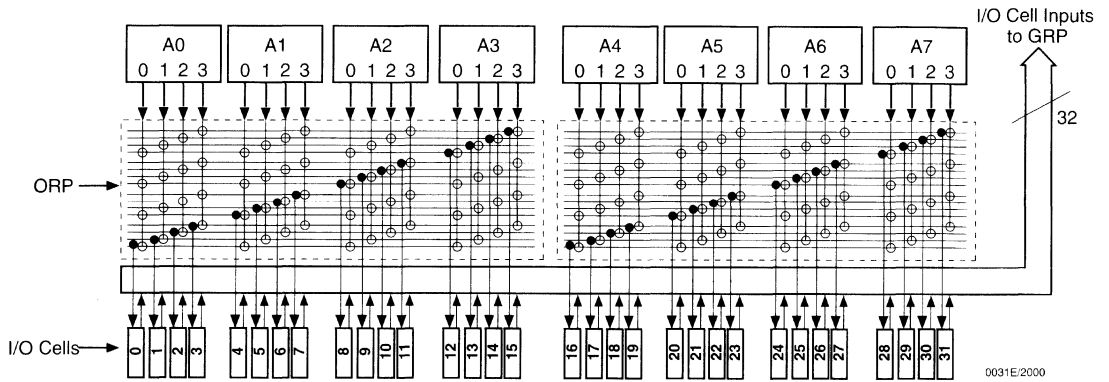 I/O Cell Inputs
to GRP
A0 A1 A2 A3 A4 A5 A6 A7
0 1 2 3 0 1 2 3 0 1 2 3 0 1 2 3 0 1 2 3 0 1 2 3 0 1 2 3 0 1 2 3
32
ORP
I/O Cells
0 1 2 3 4 5 6 7 8 9 10 11 12 13 14 15 16 17 18 19 20 21 22 23 24 25 26 27 28 29 30 31
0031E/2000